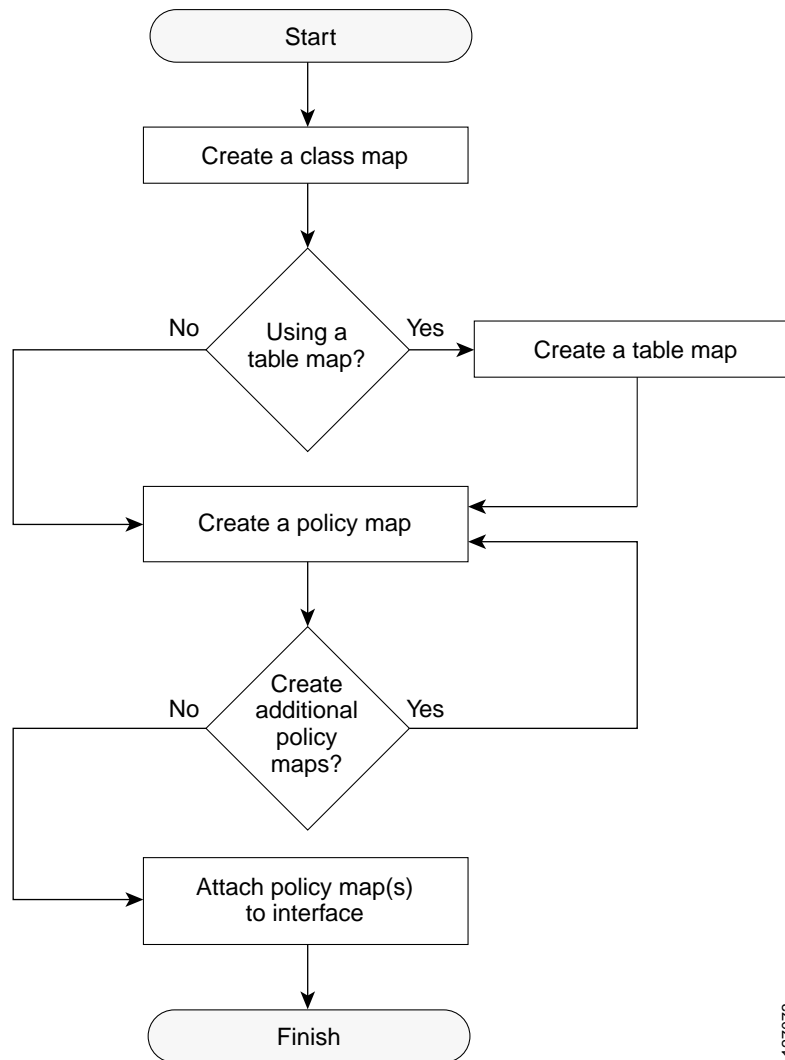 Start
Create a class map
No
Using a
table map?
Yes
Create a table map
Create a policy map
No
Create
additional
policy
maps?
Yes
Attach policy map(s)
to interface
Finish